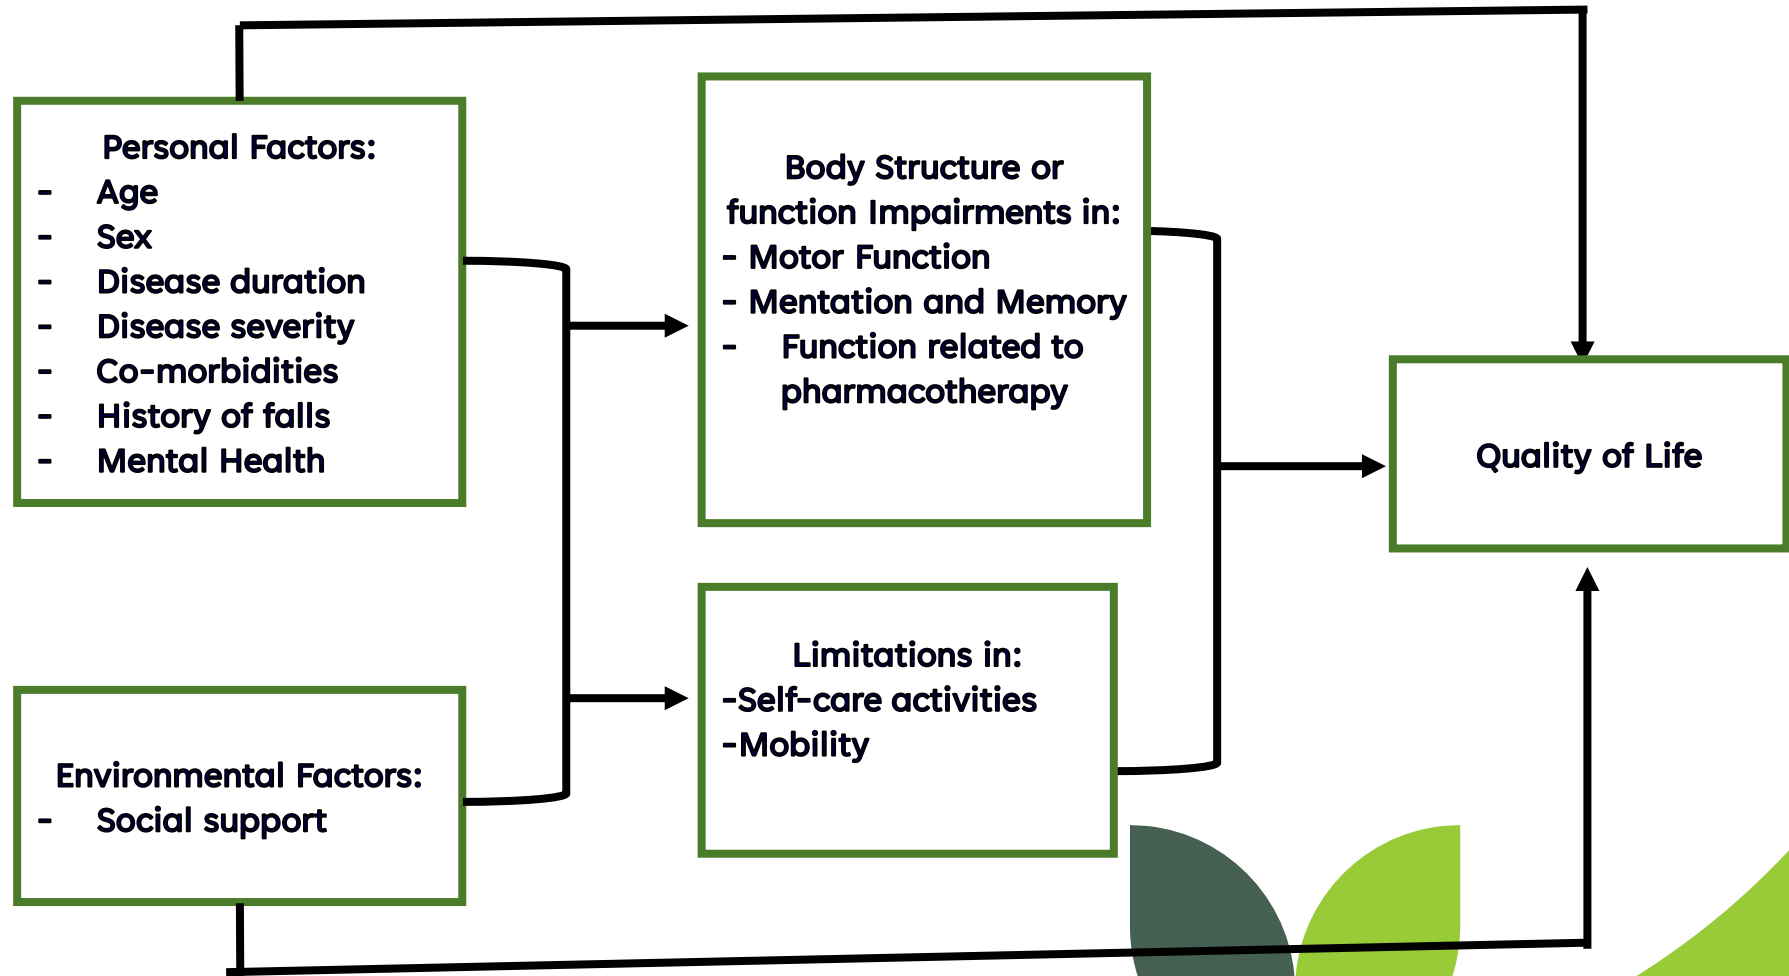 Personal Factors:
- Age
- Sex
- Disease duration
- Disease severity
- Co-morbidities
- History of falls
- Mental Health
Environmental Factors:
- Social support
Body Structure or
function Impairments in:
- Motor Function
- Mentation and Memory
- Function related to
pharmacotherapy
Limitations in:
-Self-care activities
-Mobility
Quality of Life